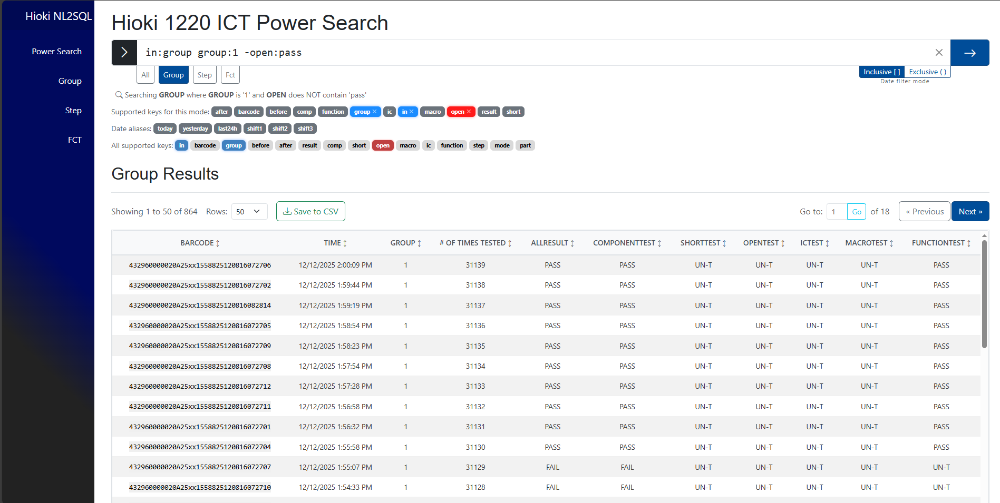 Hioki NL2SQL
Power Search
Group
Step
FCT
Hioki 1220 ICT Power Search
in:group group:1 -open:pass
All Group Step Fct
Inclusive [ ] Exclusive ( )
Date filter mode
Searching GROUP where GROUP is '1' and OPEN does NOT contain 'pass'
Supported keys for this mode: after barcode before comp function group × ic in × macro open × result short
Date aliases: today yesterday last24h shift1 shift2 shift3
All supported keys: in barcode group before after result comp short open macro ic function step mode part
Group Results
Showing 1 to 50 of 864 Rows: 50 Save to CSV Go to: 1 Go of 18 « Previous Next »
BARCODE ↕ TIME ↕ GROUP ↕ # OF TIMES TESTED ↕ ALLRESULT ↕ COMPONENTTEST ↕ SHORTTEST ↕ OPENTEST ↕ ICTEST ↕ MACROTEST ↕ FUNCTIONTEST ↕
432960000020A25xx1558825120816072706 12/12/2025 2:00:09 PM 1 31139 PASS PASS UN-T UN-T UN-T UN-T PASS
432960000020A25xx1558825120816072702 12/12/2025 1:59:44 PM 1 31138 PASS PASS UN-T UN-T UN-T UN-T PASS
432960000020A25xx1558825120816082814 12/12/2025 1:59:19 PM 1 31137 PASS PASS UN-T UN-T UN-T UN-T PASS
432960000020A25xx1558825120816072705 12/12/2025 1:58:54 PM 1 31136 PASS PASS UN-T UN-T UN-T UN-T PASS
432960000020A25xx1558825120816072709 12/12/2025 1:58:23 PM 1 31135 PASS PASS UN-T UN-T UN-T UN-T PASS
432960000020A25xx1558825120816072708 12/12/2025 1:57:54 PM 1 31134 PASS PASS UN-T UN-T UN-T UN-T PASS
432960000020A25xx1558825120816072712 12/12/2025 1:57:28 PM 1 31133 PASS PASS UN-T UN-T UN-T UN-T PASS
432960000020A25xx1558825120816072711 12/12/2025 1:56:58 PM 1 31132 PASS PASS UN-T UN-T UN-T UN-T PASS
432960000020A25xx1558825120816072701 12/12/2025 1:56:32 PM 1 31131 PASS PASS UN-T UN-T UN-T UN-T PASS
432960000020A25xx1558825120816072704 12/12/2025 1:55:58 PM 1 31130 PASS PASS UN-T UN-T UN-T UN-T PASS
432960000020A25xx1558825120816072707 12/12/2025 1:55:07 PM 1 31129 FAIL FAIL UN-T UN-T UN-T UN-T UN-T
432960000020A25xx1558825120816072710 12/12/2025 1:54:33 PM 1 31128 FAIL FAIL UN-T UN-T UN-T UN-T UN-T